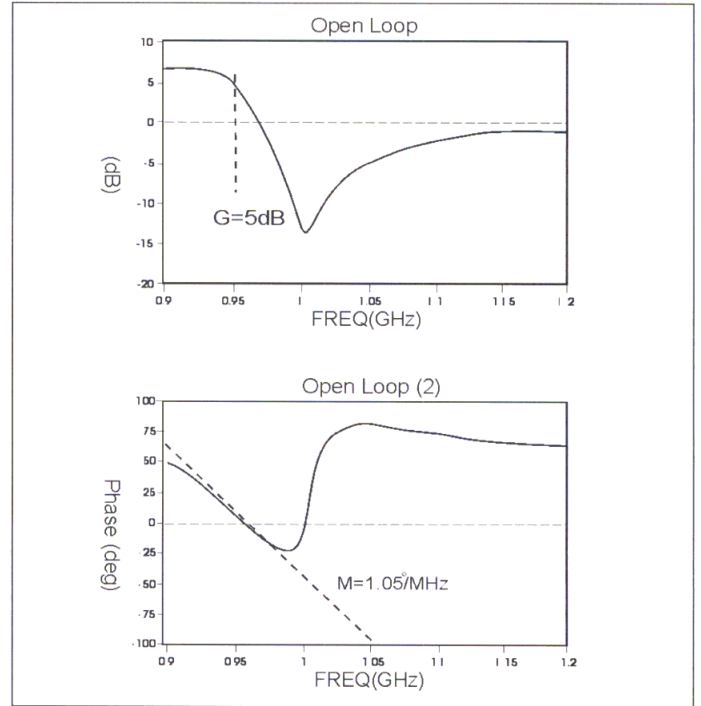 Open Loop
10
5
0
-5
-10
-15
-20
(dB)
G=5dB
0.9 0.95 1 1.05 1 1 1 1 5 1 2
FREQ(GHz)
Open Loop (2)
100
75
50
25
0
25
-50
-75
-100
Phase (deg)
M=1.05°/MHz
0 9 0 95 1 1 05 1 1 1 15 1.2
FREQ(GHz)